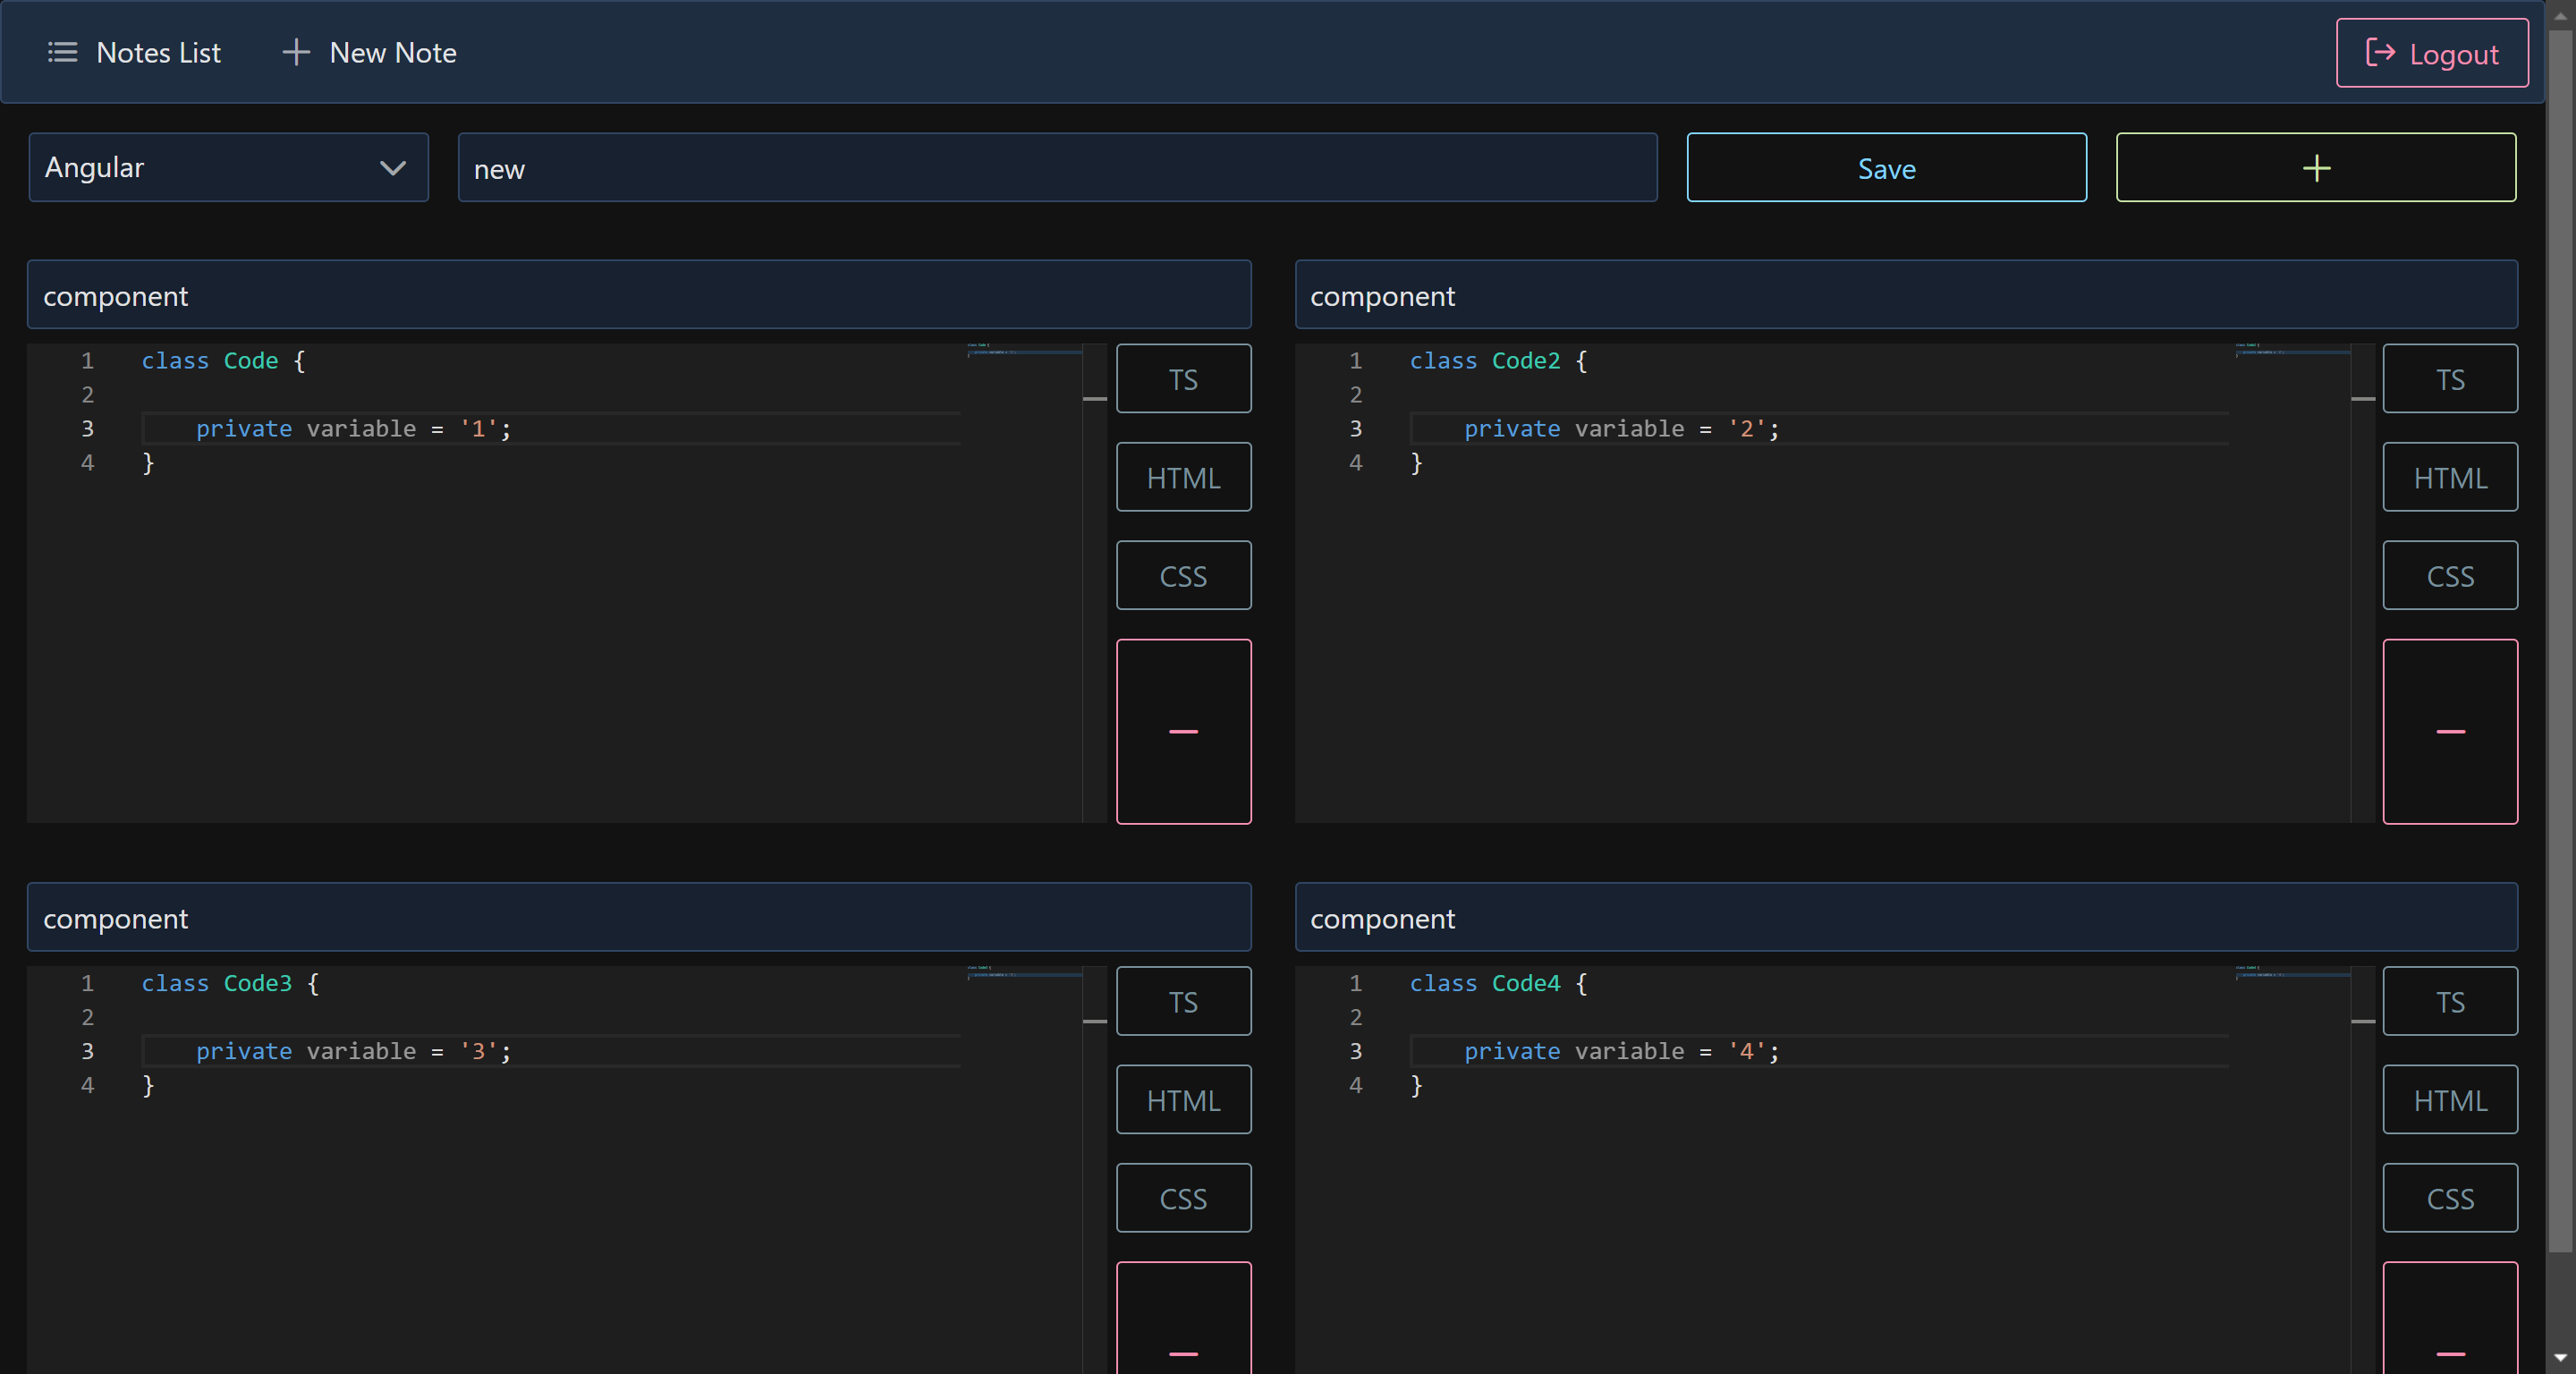 Notes List New Note Logout
Angular new Save
component
1 class Code {
2
3     private variable = '1';
4 }
TS
HTML
CSS
component
1 class Code2 {
2
3     private variable = '2';
4 }
TS
HTML
CSS
component
1 class Code3 {
2
3     private variable = '3';
4 }
TS
HTML
CSS
component
1 class Code4 {
2
3     private variable = '4';
4 }
TS
HTML
CSS